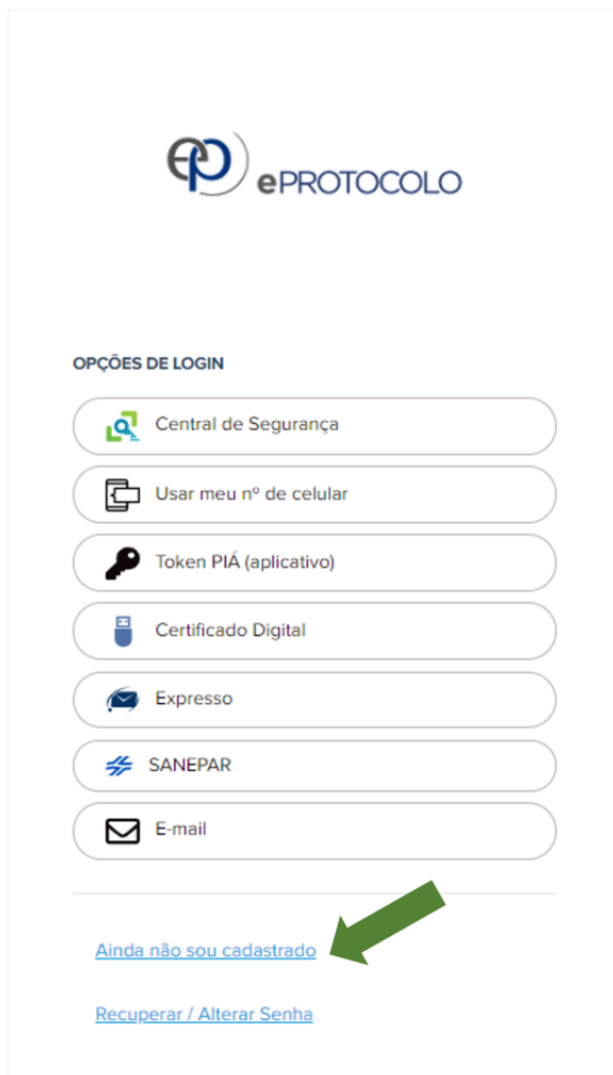 ep ePROTOCOLO
OPÇÕES DE LOGIN
Central de Segurança
Usar meu nº de celular
Token PIÁ (aplicativo)
Certificado Digital
Expresso
SANEPAR
E-mail
Ainda não sou cadastrado
Recuperar / Alterar Senha